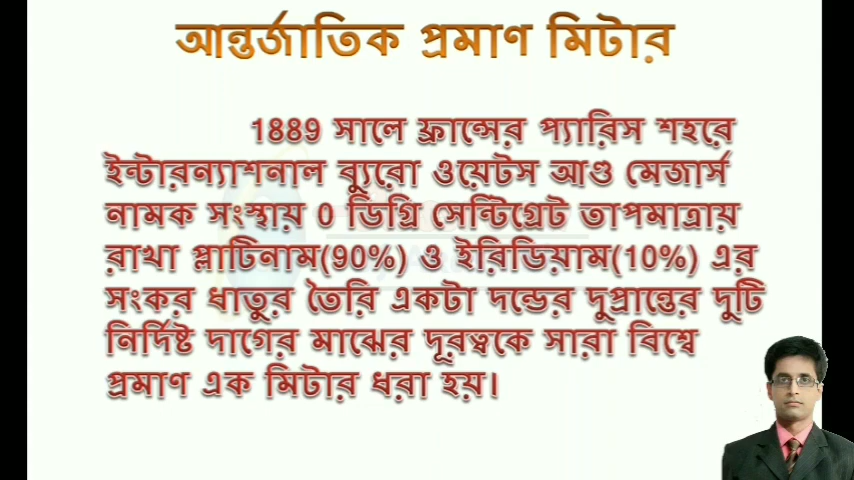 আন্তর্জাতিক প্রমাণ মিটার
1889 সালে ফ্রান্সের প্যারিস শহরে
ইন্টারন্যাশনাল ব্যুরো ওয়েটস আণ্ড মেজার্স
নামক সংস্থায় 0 ডিগ্রি সেন্টিগ্রেট তাপমাত্রায়
রাখা প্লাটিনাম(90%) ও ইরিডিয়াম(10%) এর
সংকর ধাতুর তৈরি একটা দন্ডের দুপ্রান্তের দুটি
নির্দিষ্ট দাগের মাঝের দূরত্বকে সারা বিশ্বে
প্রমাণ এক মিটার ধরা হয়।